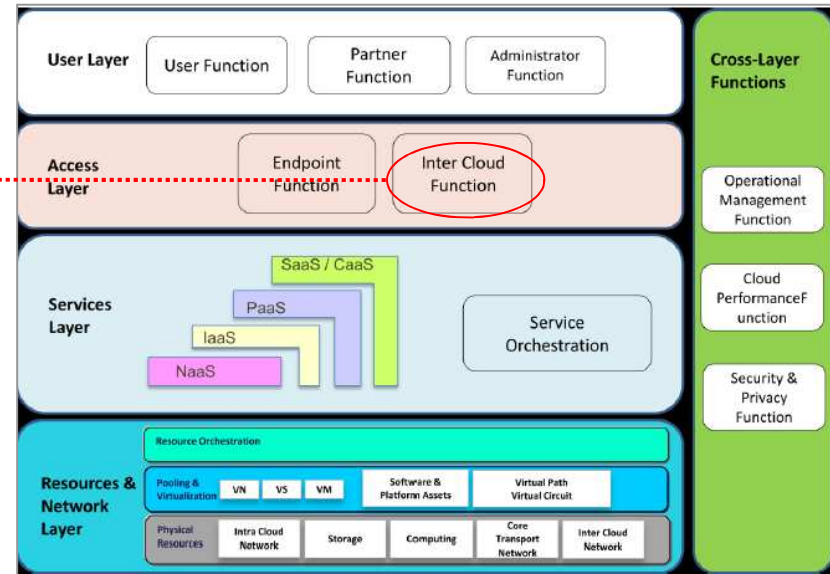 User Layer
User Function
Partner
Function
Administrator
Function
Access
Layer
Endpoint
Function
Inter Cloud
Function
Services
Layer
SaaS / CaaS
PaaS
IaaS
NaaS
Service
Orchestration
Resources &
Network
Layer
Resource Orchestration
Pooling &
Virtualization
VN
VS
VM
Software &
Platform Assets
Virtual Path
Virtual Circuit
Physical
Resources
Intra Cloud
Network
Storage
Computing
Core
Transport
Network
Inter Cloud
Network
Cross-Layer
Functions
Operational
Management
Function
Cloud
PerformanceF
unction
Security &
Privacy
Function